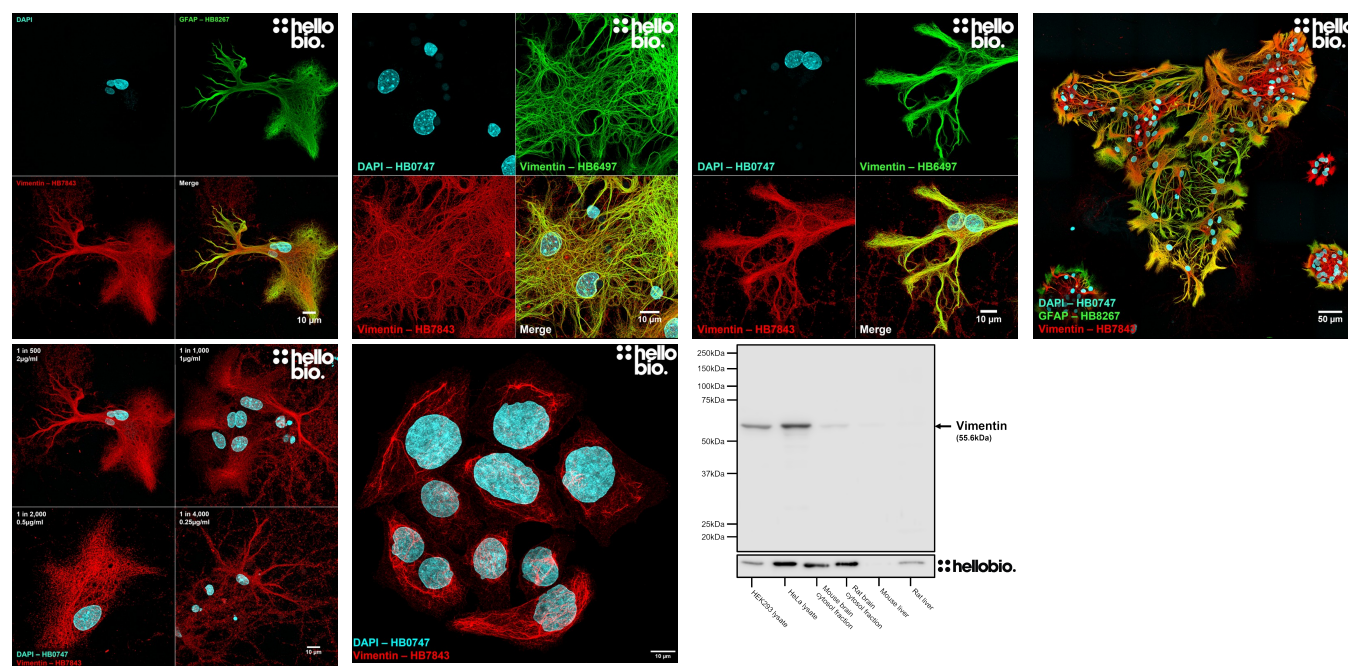 DAPI
GFAP – HB8267
hello
bio.
Vimentin – HB7843
Merge
10 µm
hello
bio.
DAPI – HB0747
Vimentin – HB6497
Vimentin – HB7843
Merge
10 µm
hello
bio.
DAPI – HB0747
Vimentin – HB6497
Vimentin – HB7843
Merge
10 µm
hello
bio.
DAPI – HB0747
GFAP – HB8267
Vimentin – HB7843
50 µm
1 in 500
2µg/ml
1 in 1,000
1µg/ml
hello
bio.
1 in 2,000
0.5µg/ml
1 in 4,000
0.25µg/ml
DAPI – HB0747
Vimentin – HB7843
10 µm
hello
bio.
DAPI – HB0747
Vimentin – HB7843
10 µm
250kDa
150kDa
100kDa
75kDa
50kDa
37kDa
25kDa
20kDa
Vimentin
(55.6kDa)
hellobio.
HEK293 lysate
HeLa lysate
Mouse brain
cytosol fraction
Rat brain
cytosol fraction
Mouse liver
Rat liver